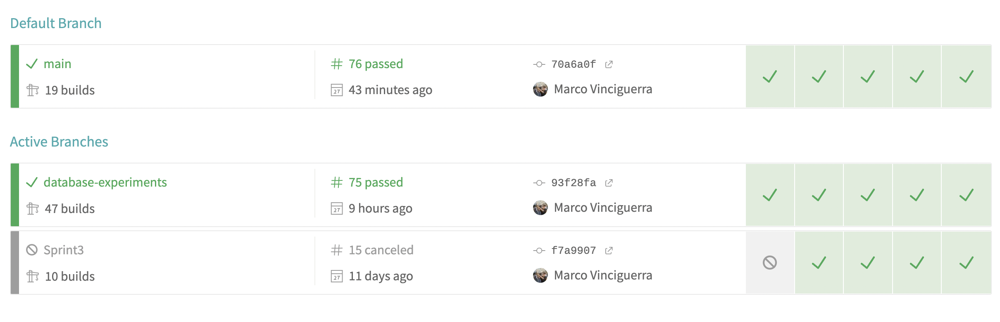 Default Branch
main
# 76 passed
70a6a0f
19 builds
27 43 minutes ago
Marco Vinciguerra
Active Branches
database-experiments
# 75 passed
93f28fa
47 builds
27 9 hours ago
Marco Vinciguerra
Sprint3
# 15 canceled
f7a9907
10 builds
27 11 days ago
Marco Vinciguerra